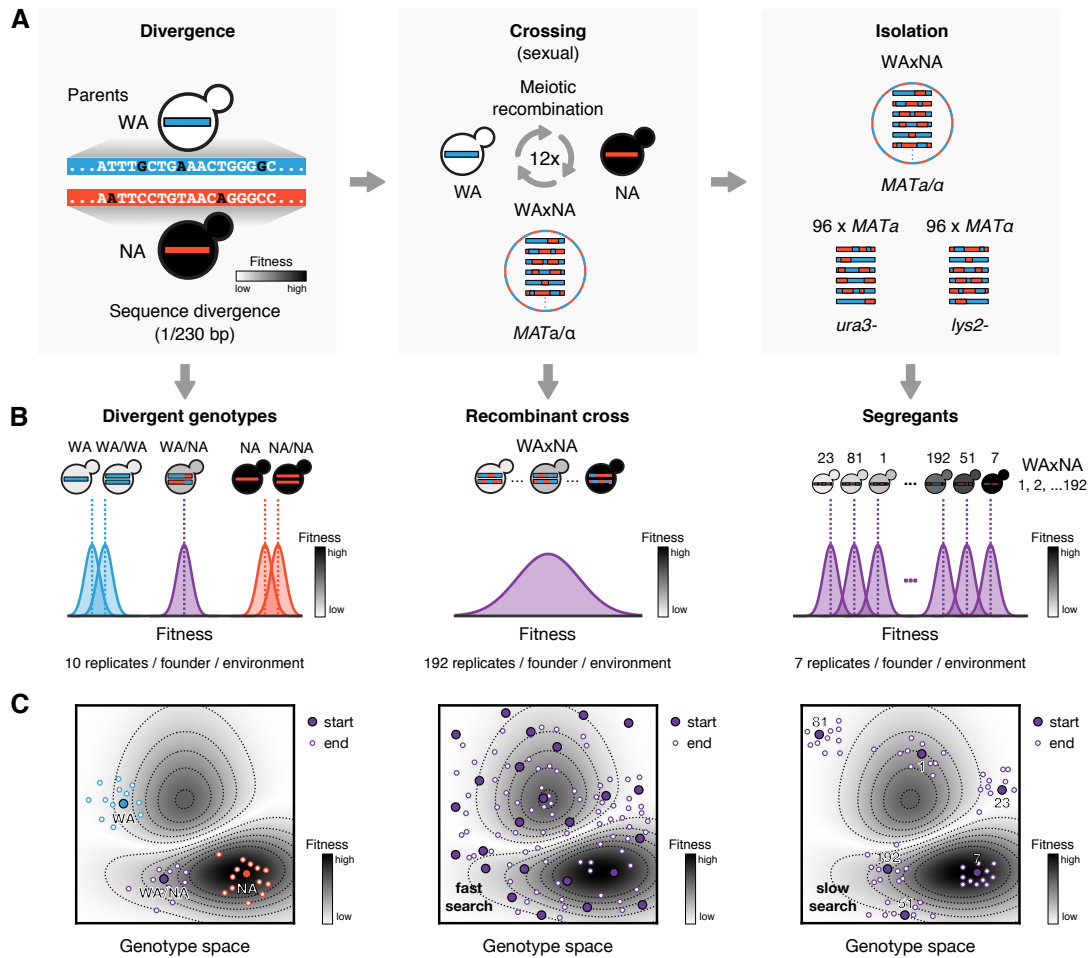 A
Divergence
Parents
WA
...ATTTGCTGAAACTGGGGC...
...AATTCCTGTAACAGGGCC...
NA
Fitness
low high
Sequence divergence
(1/230 bp)
Crossing
(sexual)
Meiotic
recombination
12x
WA
NA
WAxNA
MATa/α
Isolation
WAxNA
MATa/α
96 x MATa
96 x MATα
ura3-
lys2-
B
Divergent genotypes
WA WA/WA WA/NA NA NA/NA
Fitness
high
low
Fitness
10 replicates / founder / environment
Recombinant cross
WAxNA
... ...
Fitness
high
low
Fitness
192 replicates / founder / environment
Segregants
23 81 1 192 51 7
...
WAxNA
1, 2, ...192
Fitness
high
low
...
Fitness
7 replicates / founder / environment
C
start
end
WA
WA/NA
NA
Fitness
high
low
Genotype space
start
end
fast
search
Fitness
high
low
Genotype space
start
end
81
1
23
192
7
51
slow
search
Fitness
high
low
Genotype space